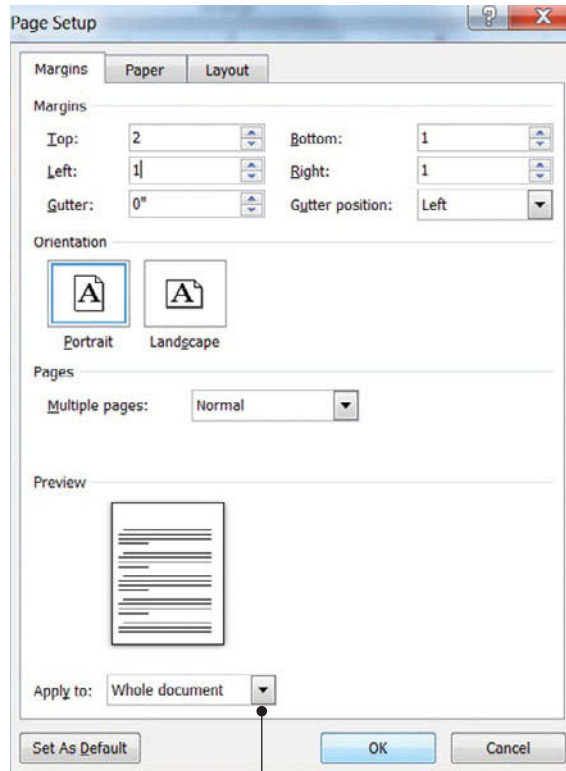 Page Setup
Margins Paper Layout
Margins
Top: 2 Bottom: 1
Left: 1 Right: 1
Gutter: 0" Gutter position: Left
Orientation
A A
Portrait Landscape
Pages
Multiple pages: Normal
Preview
Apply to: Whole document
Set As Default OK Cancel